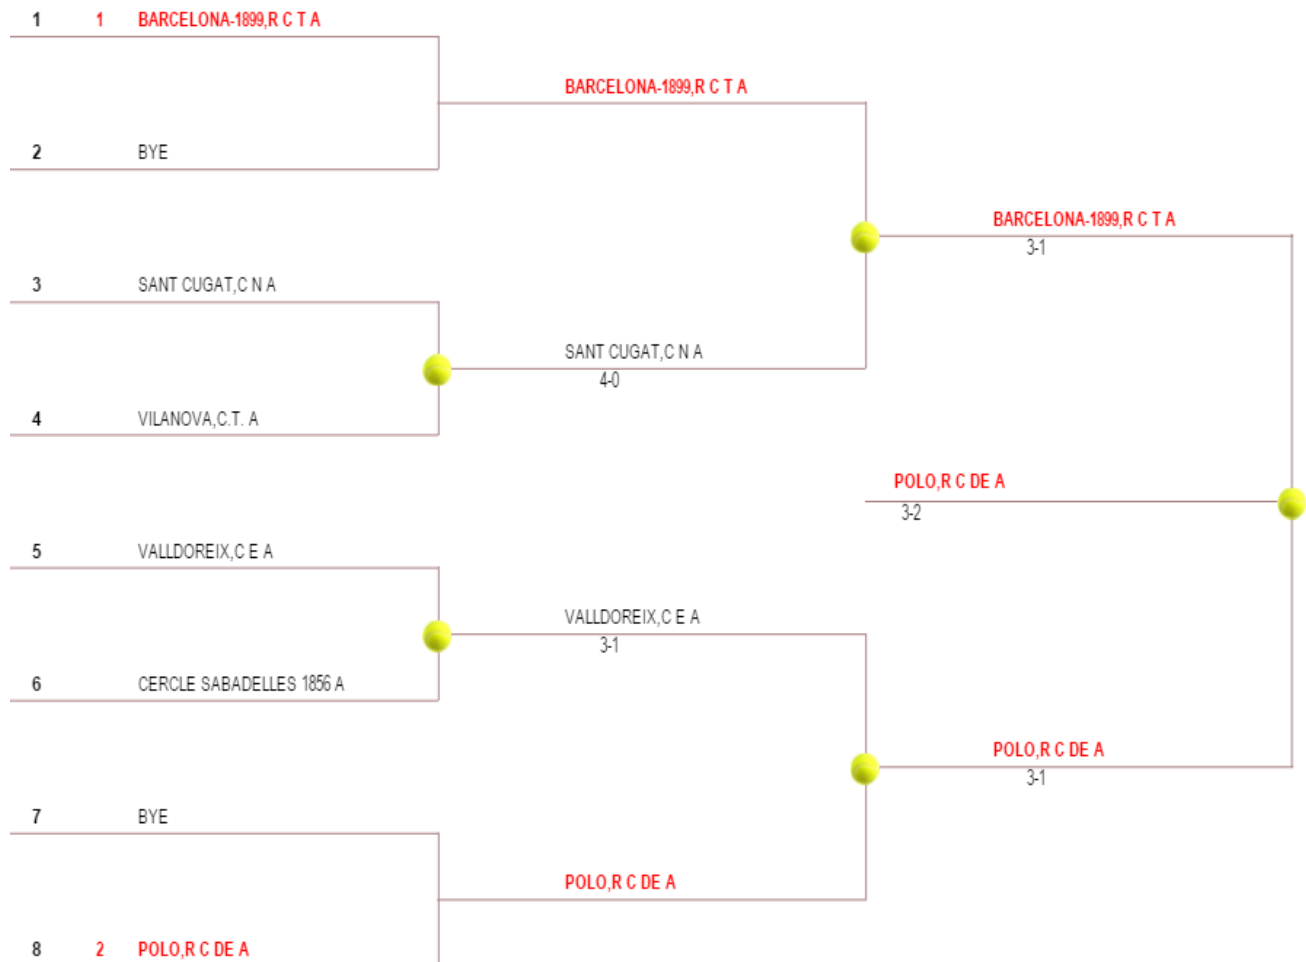 1 1 BARCELONA-1899,R C T A
BARCELONA-1899,R C T A
2 BYE
BARCELONA-1899,R C T A
3-1
3 SANT CUGAT,C N A
SANT CUGAT,C N A
4-0
4 VILANOVA,C.T. A
POLO,R C DE A
3-2
5 VALLDOREIX,C E A
VALLDOREIX,C E A
3-1
6 CERCLE SABADELLES 1856 A
POLO,R C DE A
3-1
7 BYE
POLO,R C DE A
8 2 POLO,R C DE A